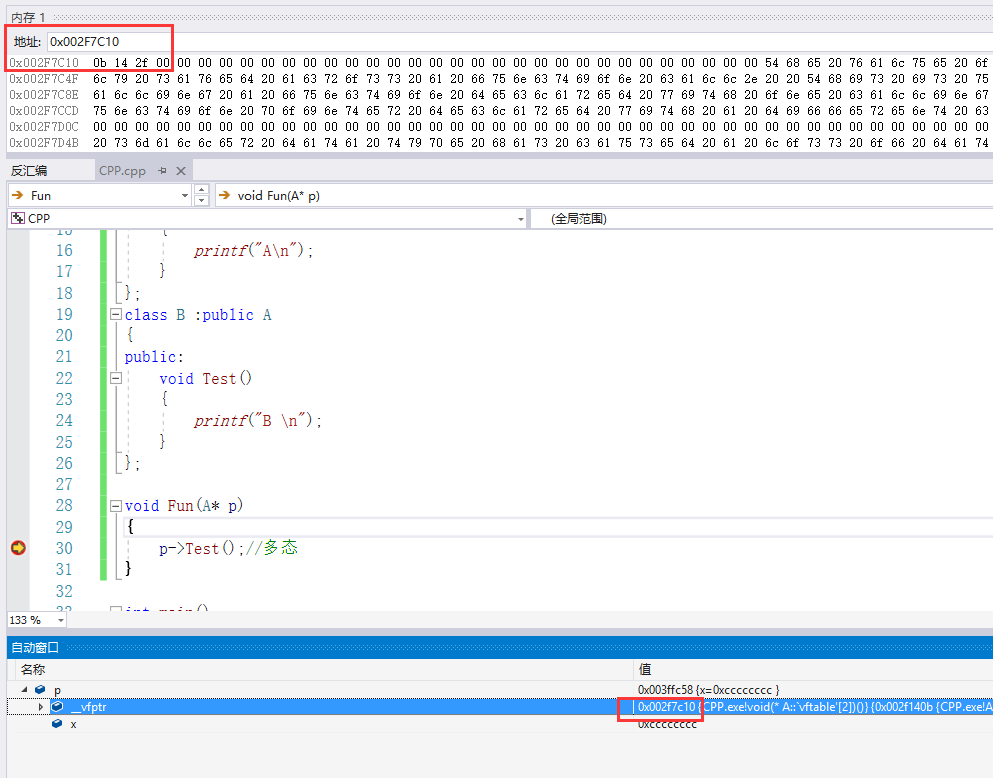 内存 1
地址: 0x002F7C10
0x002F7C10 0b 14 2f 00 00 00 00 00 00 00 00 00 00 00 00 00 00 00 00 00 00 00 00 00 00 00 00 00 00 00 00 00 54 68 65 20 76 61 6c 75 65 20 6f
0x002F7C4F 6c 79 20 73 61 76 65 64 20 61 63 72 6f 73 73 20 61 20 66 75 6e 63 74 69 6f 6e 20 63 61 6c 6c 2e 20 20 54 68 69 73 20 69 73 20 75
0x002F7C8E 61 6c 6c 69 6e 67 20 61 20 66 75 6e 63 74 69 6f 6e 20 64 65 63 6c 61 72 65 64 20 77 69 74 68 20 6f 6e 65 20 63 61 6c 6c 69 6e 67
0x002F7CCD 75 6e 63 74 69 6f 6e 20 70 6f 69 6e 74 65 72 20 64 65 63 6c 61 72 65 64 20 77 69 74 68 20 61 20 64 69 66 66 65 72 65 6e 74 20 63
0x002F7D0C 00 00 00 00 00 00 00 00 00 00 00 00 00 00 00 00 00 00 00 00 00 00 00 00 00 00 00 00 00 00 00 00 00 00 00 00 00 00 00 00 00 00 00
0x002F7D4B 20 73 6d 61 6c 6c 65 72 20 64 61 74 61 20 74 79 70 65 20 68 61 73 20 63 61 75 73 65 64 20 61 20 6c 6f 73 73 20 6f 66 20 64 61 74
反汇编 CPP.cpp
Fun void Fun(A* p)
CPP (全局范围)
15 {
16 printf("A\n");
17 }
18 };
19 class B :public A
20 {
21 public:
22 void Test()
23 {
24 printf("B \n");
25 }
26 };
27
28 void Fun(A* p)
29 {
30 p->Test();//多态
31 }
32
33 int main()
133 %
自动窗口
名称 值
p 0x003ffc58 {x=0xcccccccc }
__vfptr 0x002f7c10 {CPP.exe!void(* A::`vftable'[2])()} {0x002f140b {CPP.exe!A
x 0xcccccccc